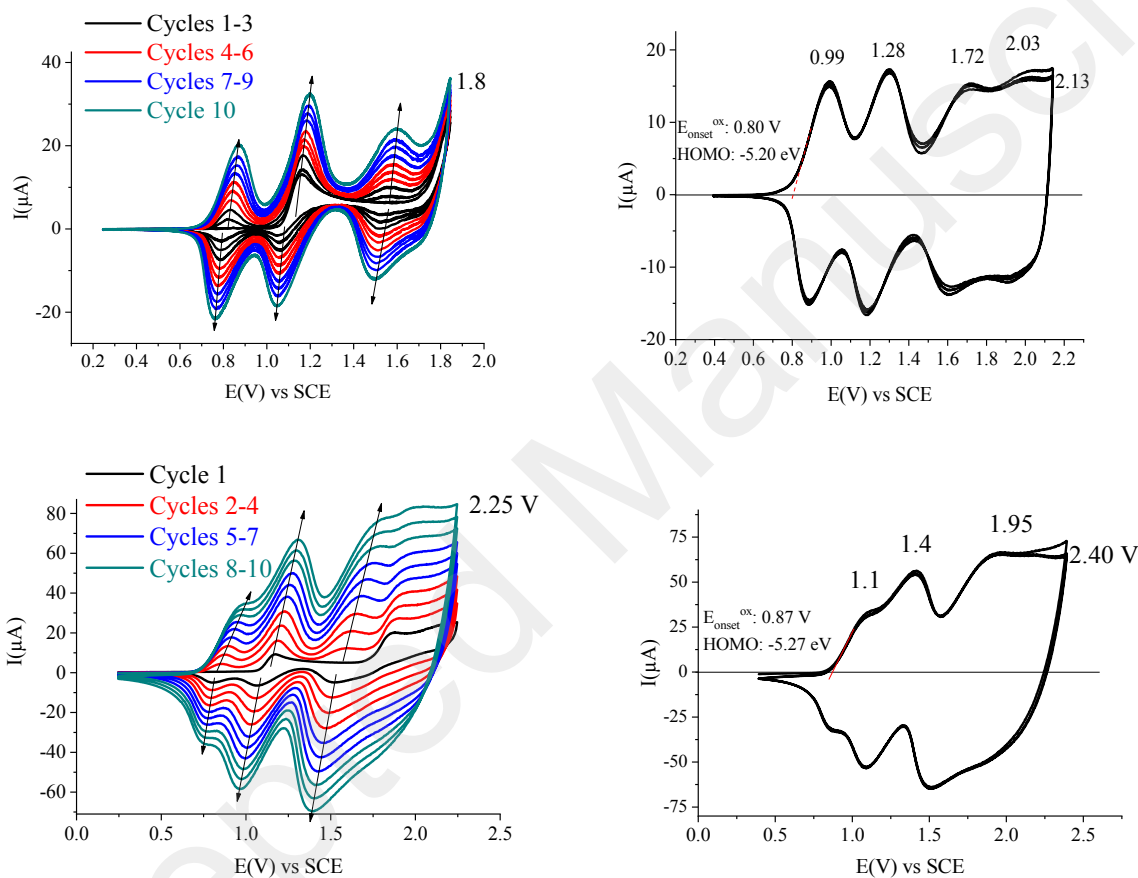 Cycles 1-3
Cycles 4-6
Cycles 7-9
Cycle 10
1.8
40
20
0
-20
I(μA)
0.2 0.4 0.6 0.8 1.0 1.2 1.4 1.6 1.8 2.0
E(V) vs SCE
0.99 1.28 1.72 2.03
2.13
E_onset^ox: 0.80 V
HOMO: -5.20 eV
20
10
0
-10
-20
I(μA)
0.2 0.4 0.6 0.8 1.0 1.2 1.4 1.6 1.8 2.0 2.2
E(V) vs SCE
Cycle 1
Cycles 2-4
Cycles 5-7
Cycles 8-10
2.25 V
80
60
40
20
0
-20
-40
-60
I(μA)
0.0 0.5 1.0 1.5 2.0 2.5
E(V) vs SCE
1.1 1.4 1.95
2.40 V
E_onset^ox: 0.87 V
HOMO: -5.27 eV
75
50
25
0
-25
-50
-75
I(μA)
0.0 0.5 1.0 1.5 2.0 2.5
E(V) vs SCE
epted Manusc